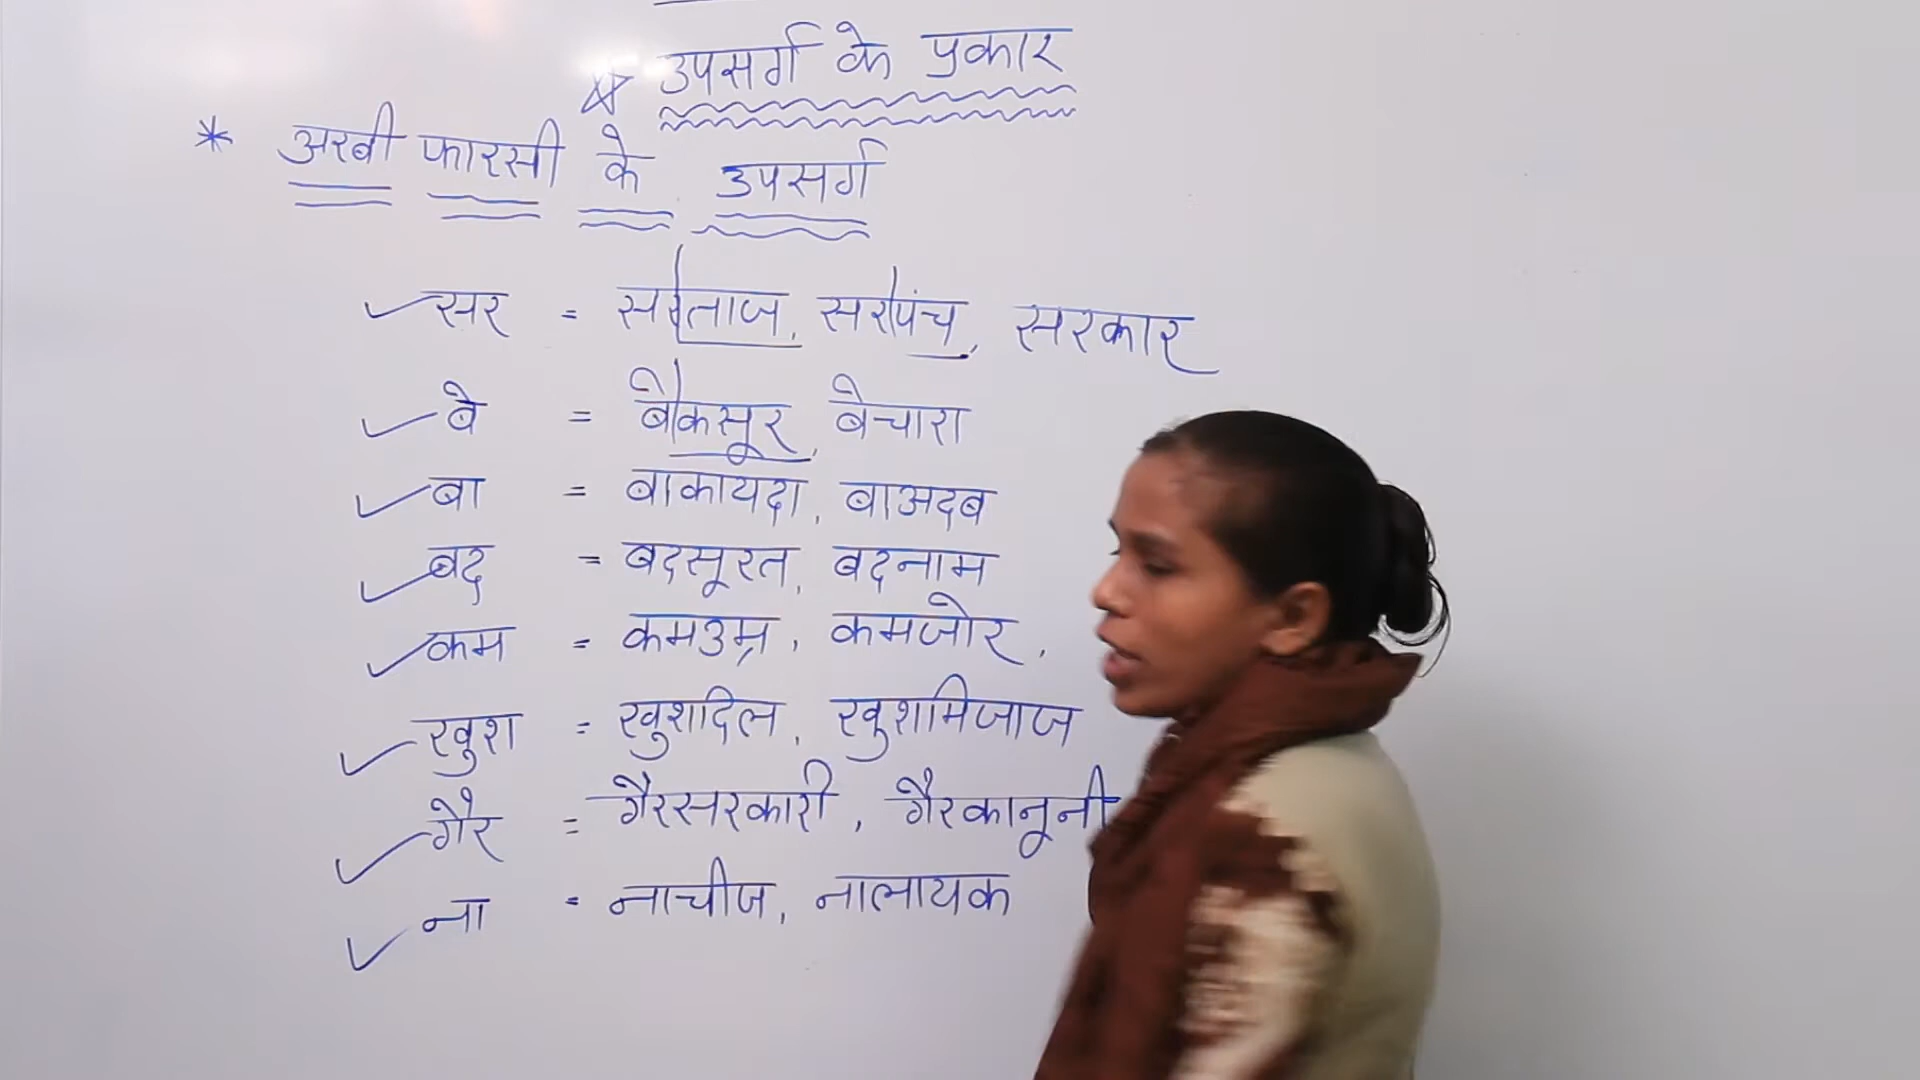 उपसर्ग के प्रकार
* अरबी फारसी के उपसर्ग
सर = सरताज, सरपंच, सरकार
बे = बेकसूर, बेचारा
बा = बाकायदा, बाअदब
बद = बदसूरत, बदनाम
कम = कमउम्र, कमजोर,
खुश = खुशदिल, खुशमिजाज
गैर = गैरसरकारी, गैरकानूनी
ना = नाचीज, नालायक